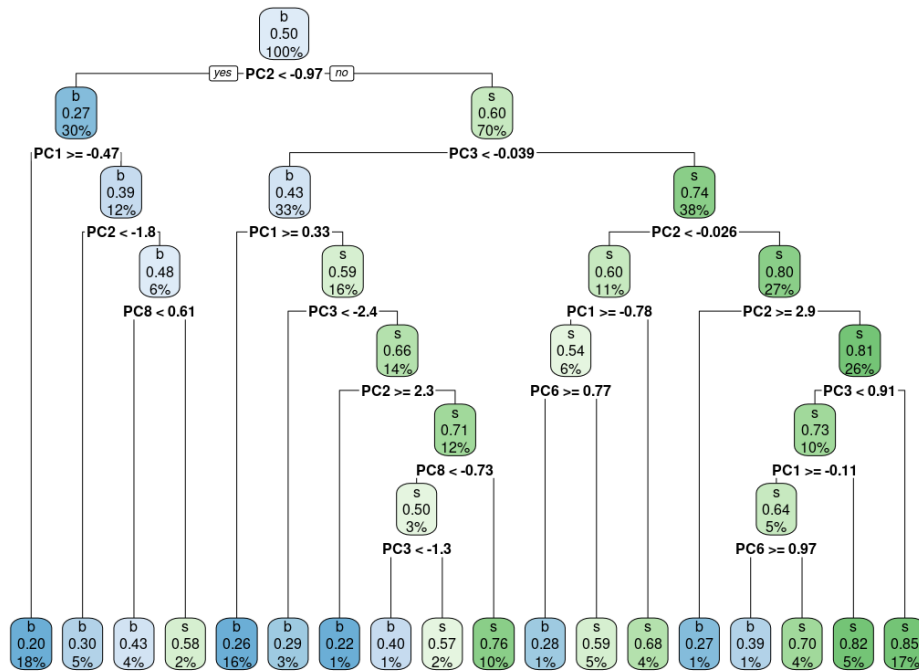 b
0.50
100%
yes PC2 < -0.97 no
b
0.27
30%
s
0.60
70%
PC1 >= -0.47
PC3 < -0.039
b
0.39
12%
b
0.43
33%
s
0.74
38%
PC2 < -1.8
PC1 >= 0.33
PC2 < -0.026
b
0.48
6%
s
0.59
16%
s
0.60
11%
s
0.80
27%
PC8 < 0.61
PC3 < -2.4
PC1 >= -0.78
PC2 >= 2.9
s
0.66
14%
s
0.54
6%
s
0.81
26%
PC2 >= 2.3
PC6 >= 0.77
PC3 < 0.91
s
0.71
12%
s
0.73
10%
PC8 < -0.73
PC1 >= -0.11
s
0.50
3%
s
0.64
5%
PC3 < -1.3
PC6 >= 0.97
b
0.20
18%
b
0.30
5%
b
0.43
4%
s
0.58
2%
b
0.26
16%
b
0.29
3%
b
0.22
1%
b
0.40
1%
s
0.57
2%
s
0.76
10%
b
0.28
1%
s
0.59
5%
s
0.68
4%
b
0.27
1%
b
0.39
1%
s
0.70
4%
s
0.82
5%
s
0.85
17%